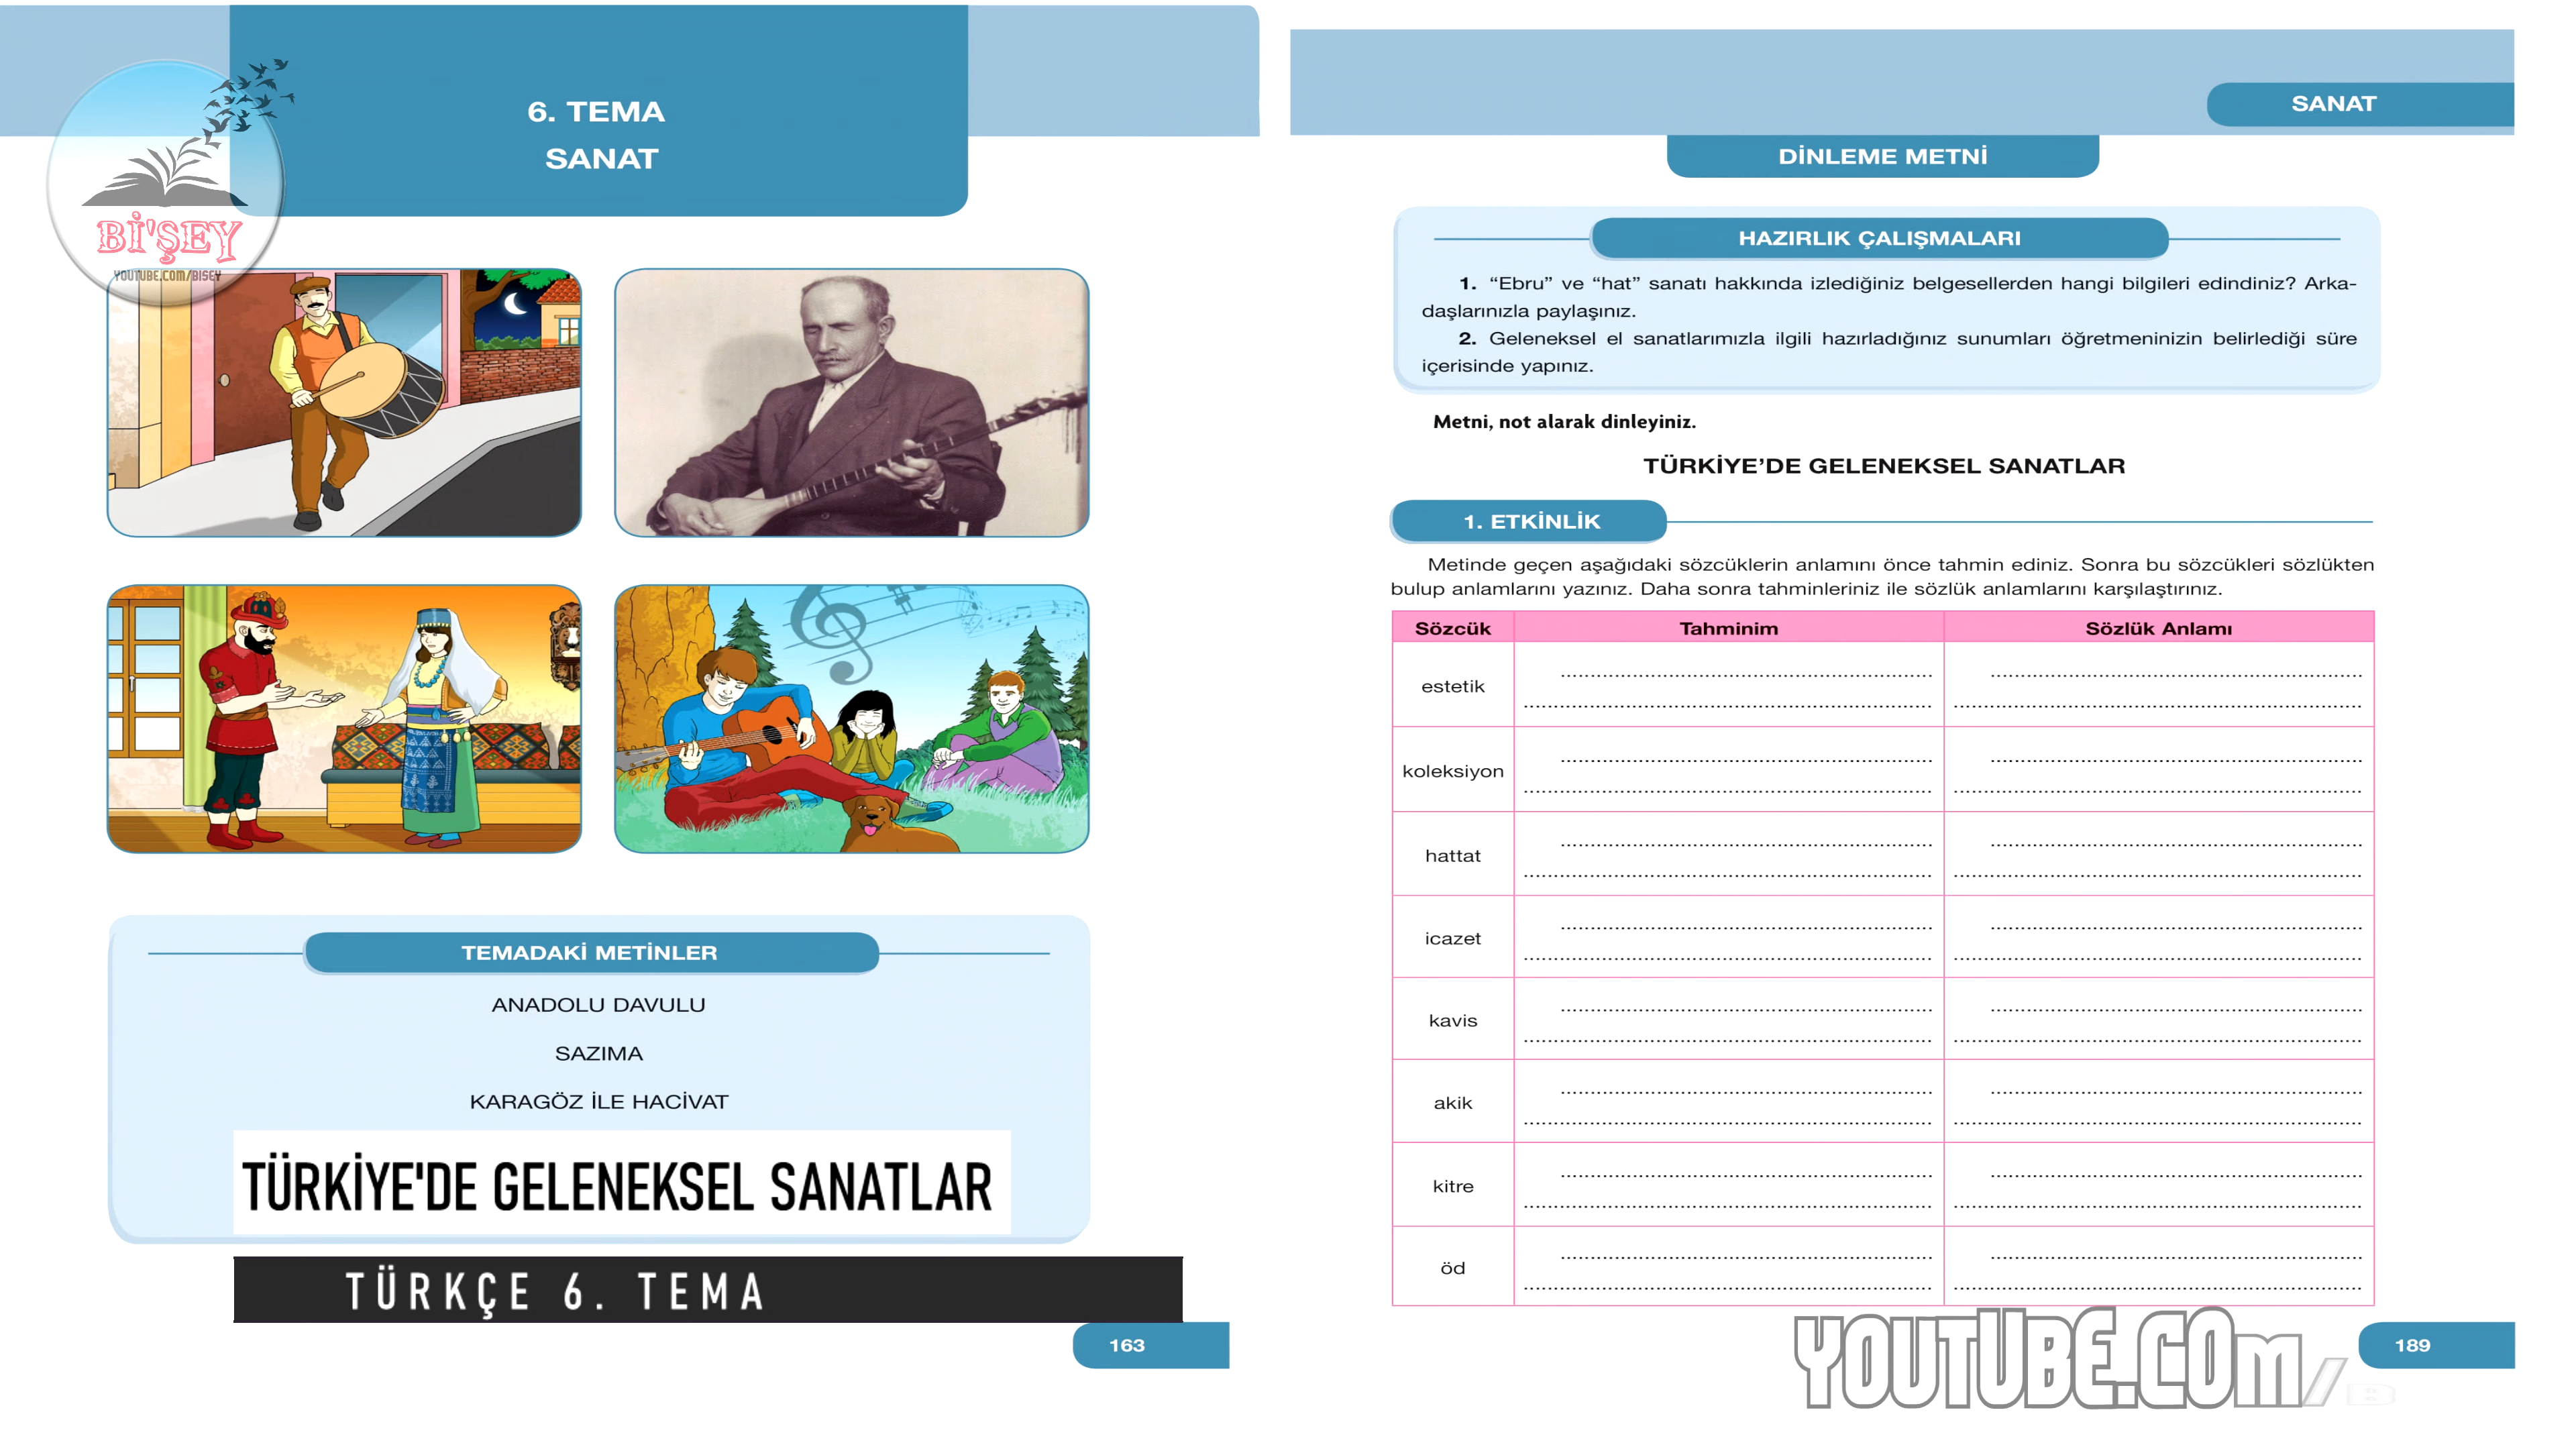 6. TEMA
SANAT
Bİ'ŞEY
YOUTUBE.COM/BISEY
TEMADAKİ METİNLER
ANADOLU DAVULU
SAZIMA
KARAGÖZ İLE HACİVAT
TÜRKİYE'DE GELENEKSEL SANATLAR
TÜRKÇE 6. TEMA
163
SANAT
DİNLEME METNİ
HAZIRLIK ÇALIŞMALARI
1. “Ebru” ve “hat” sanatı hakkında izlediğiniz belgesellerden hangi bilgileri edindiniz? Arka-
daşlarınızla paylaşınız.
2. Geleneksel el sanatlarımızla ilgili hazırladığınız sunumları öğretmeninizin belirlediği süre
içerisinde yapınız.
Metni, not alarak dinleyiniz.
TÜRKİYE’DE GELENEKSEL SANATLAR
1. ETKİNLİK
Metinde geçen aşağıdaki sözcüklerin anlamını önce tahmin ediniz. Sonra bu sözcükleri sözlükten
bulup anlamlarını yazınız. Daha sonra tahminleriniz ile sözlük anlamlarını karşılaştırınız.
Sözcük Tahminim Sözlük Anlamı
estetik
koleksiyon
hattat
icazet
kavis
akik
kitre
öd
YOUTUBE.COm/B
189